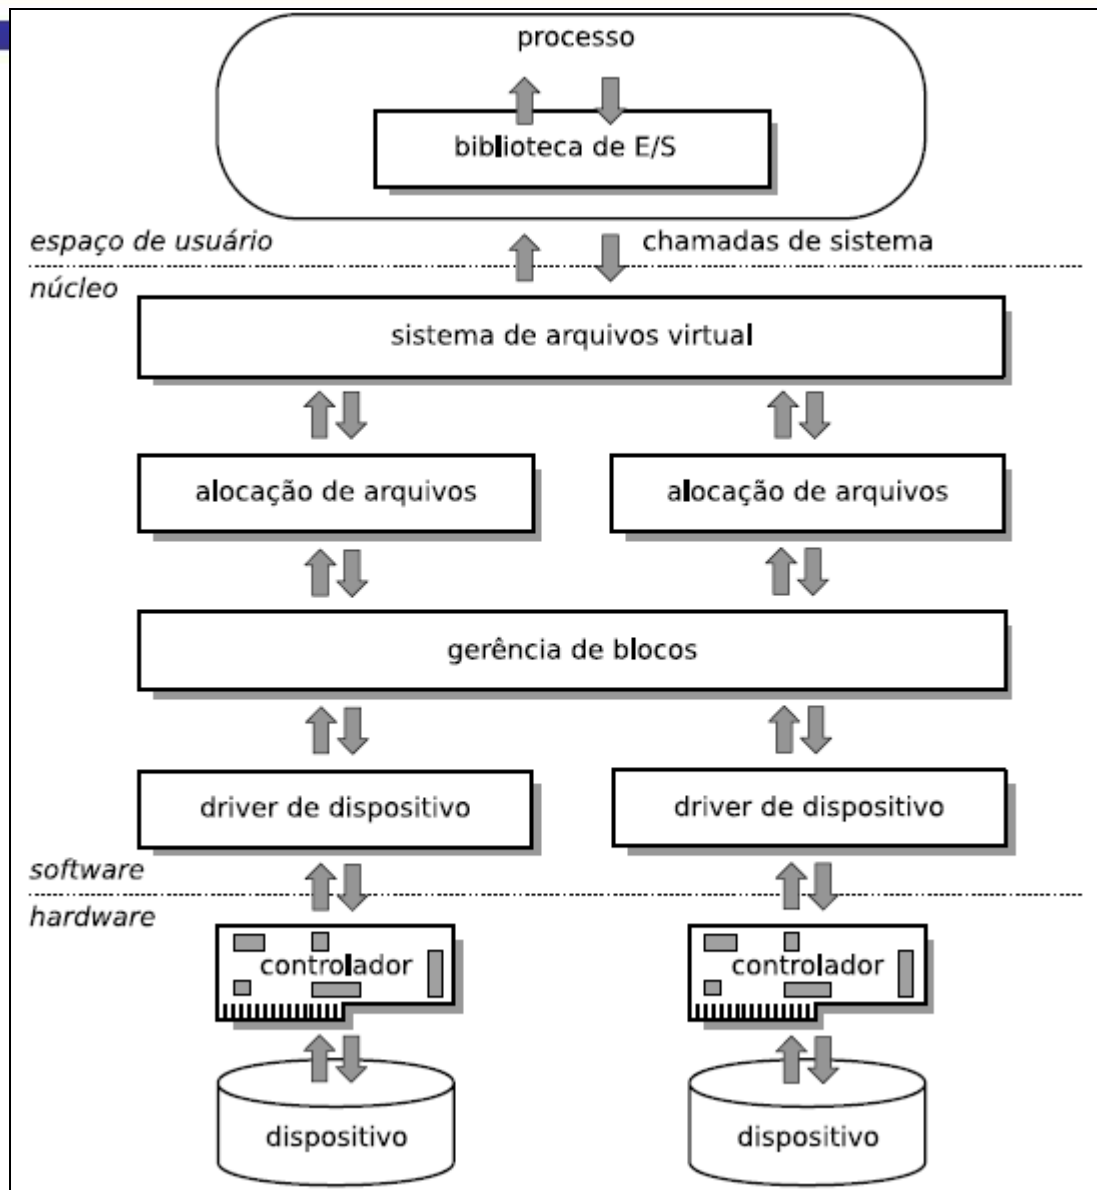 processo
biblioteca de E/S
espaço de usuário
chamadas de sistema
núcleo
sistema de arquivos virtual
alocação de arquivos
alocação de arquivos
gerência de blocos
driver de dispositivo
driver de dispositivo
software
hardware
controlador
controlador
dispositivo
dispositivo